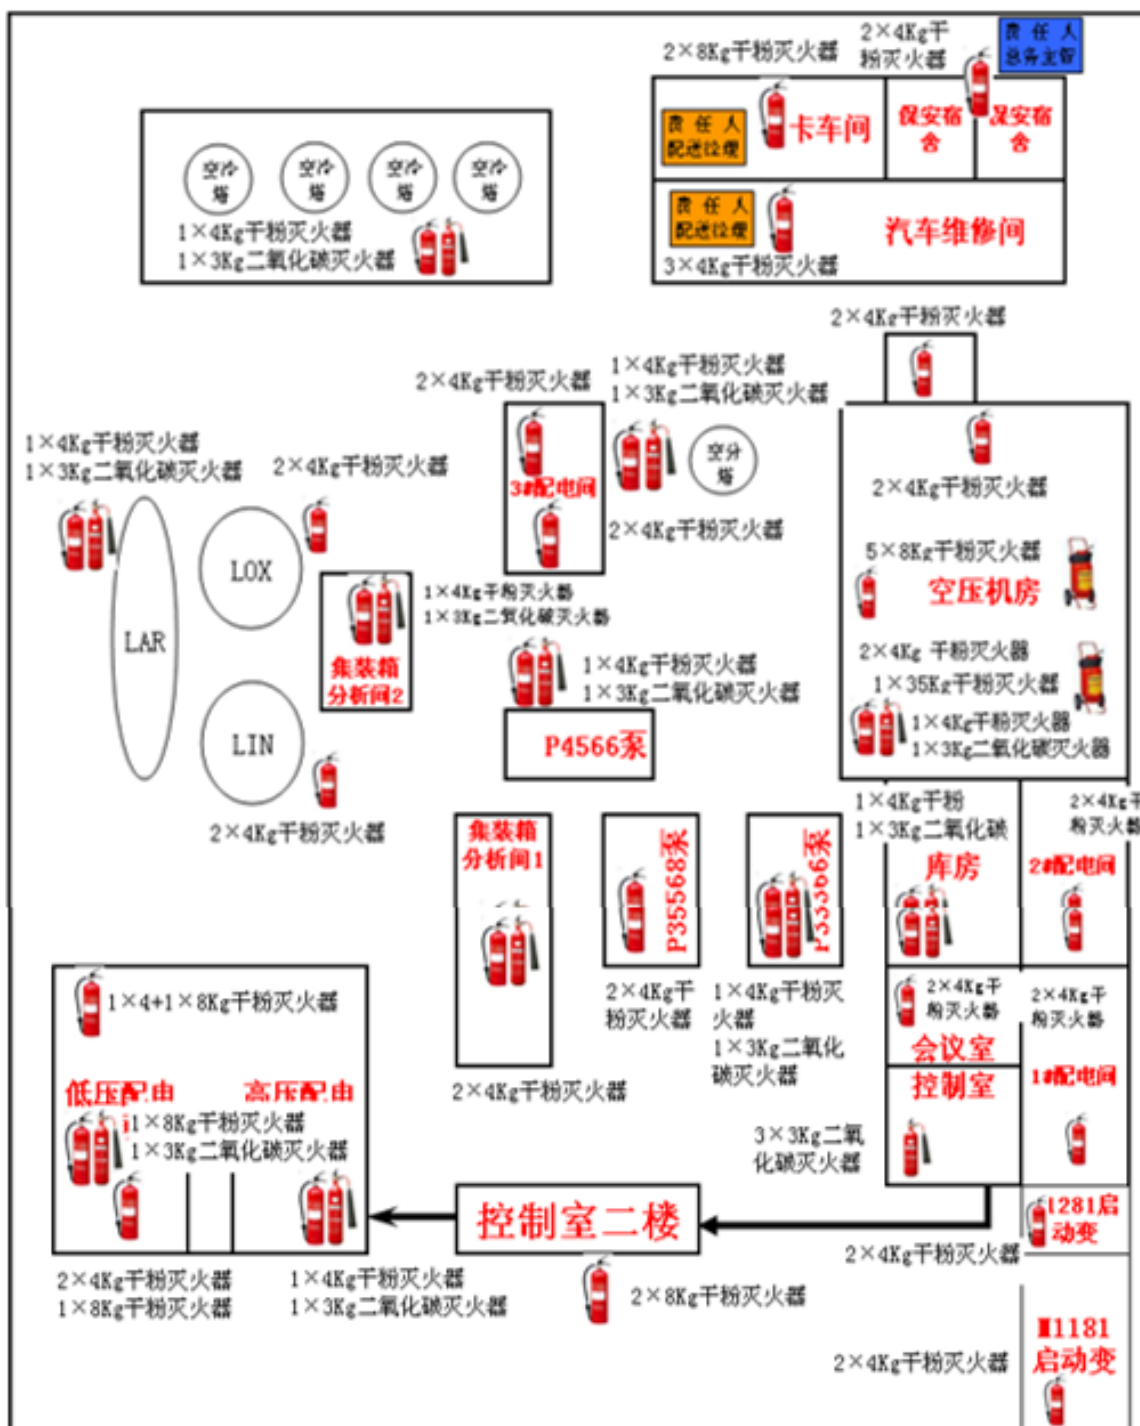 2×8Kg干粉灭火器
2×4Kg干
粉灭火器
责 任 人
总务主管
责 任 人
配送经理
卡车间
保安宿
舍
保安宿
舍
责 任 人
配送经理
汽车维修间
3×4Kg干粉灭火器
空冷
塔
空冷
塔
空冷
塔
空冷
塔
1×4Kg干粉灭火器
1×3Kg二氧化碳灭火器
2×4Kg干粉灭火器
2×4Kg干粉灭火器
1×4Kg干粉灭火器
1×3Kg二氧化碳灭火器
3#配电间
空分
塔
2×4Kg干粉灭火器
1×4Kg干粉灭火器
1×3Kg二氧化碳灭火器
2×4Kg干粉灭火器
LAR
LOX
LIN
2×4Kg干粉灭火器
集装箱
分析间2
1×4Kg干粉灭火器
1×3Kg二氧化碳灭火器
1×4Kg干粉灭火器
1×3Kg二氧化碳灭火器
P4566泵
2×4Kg干粉灭火器
5×8Kg干粉灭火器
空压机房
2×4Kg 干粉灭火器
1×35Kg干粉灭火器
1×4Kg干粉灭火器
1×3Kg二氧化碳灭火器
1×4Kg干粉
1×3Kg二氧化碳
库房
2×4Kg干
粉灭火器
2#配电间
集装箱
分析间1
2×4Kg干粉灭火器
P35568泵
2×4Kg干
粉灭火器
1×4Kg干粉灭
火器
1×3Kg二氧化
碳灭火器
2×4Kg干
粉灭火器
会议室
控制室
3×3Kg二氧
化碳灭火器
2×4Kg干
粉灭火器
1#配电间
1×4+1×8Kg干粉灭火器
低压配电
高压配电
1×8Kg干粉灭火器
1×3Kg二氧化碳灭火器
2×4Kg干粉灭火器
1×8Kg干粉灭火器
1×4Kg干粉灭火器
1×3Kg二氧化碳灭火器
控制室二楼
2×8Kg干粉灭火器
1281启
动变
2×4Kg干粉灭火器
M1181
启动变
2×4Kg干粉灭火器